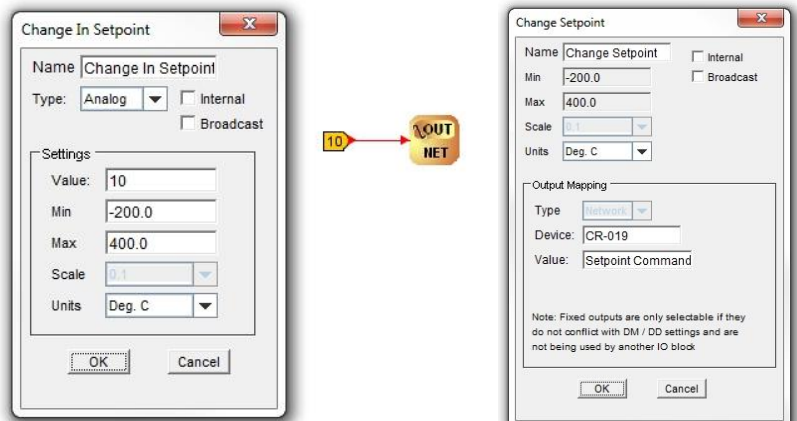 Change In Setpoint
Name Change In Setpoint
Type: Analog Internal
Broadcast
Settings
Value: 10
Min -200.0
Max 400.0
Scale 0.1
Units Deg. C
OK Cancel
10
AOUT
NET
Change Setpoint
Name Change Setpoint Internal
Min -200.0 Broadcast
Max 400.0
Scale 0.1
Units Deg. C
Output Mapping
Type Network
Device: CR-019
Value: Setpoint Command
Note: Fixed outputs are only selectable if they
do not conflict with DM / DD settings and are
not being used by another IO block
OK Cancel